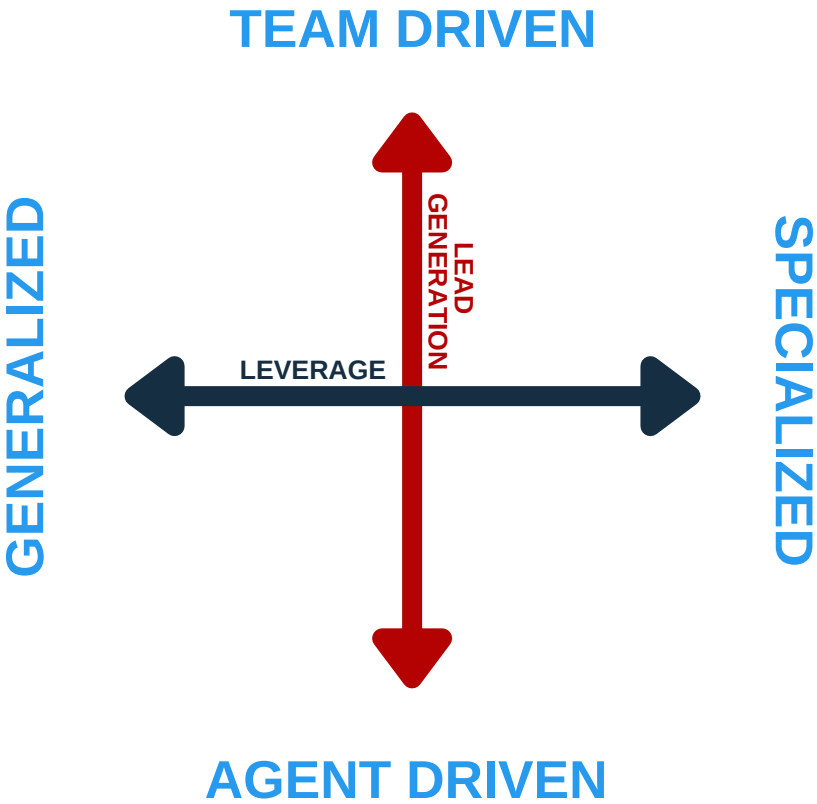 TEAM DRIVEN
GENERALIZED
LEAD
GENERATION
LEVERAGE
SPECIALIZED
AGENT DRIVEN